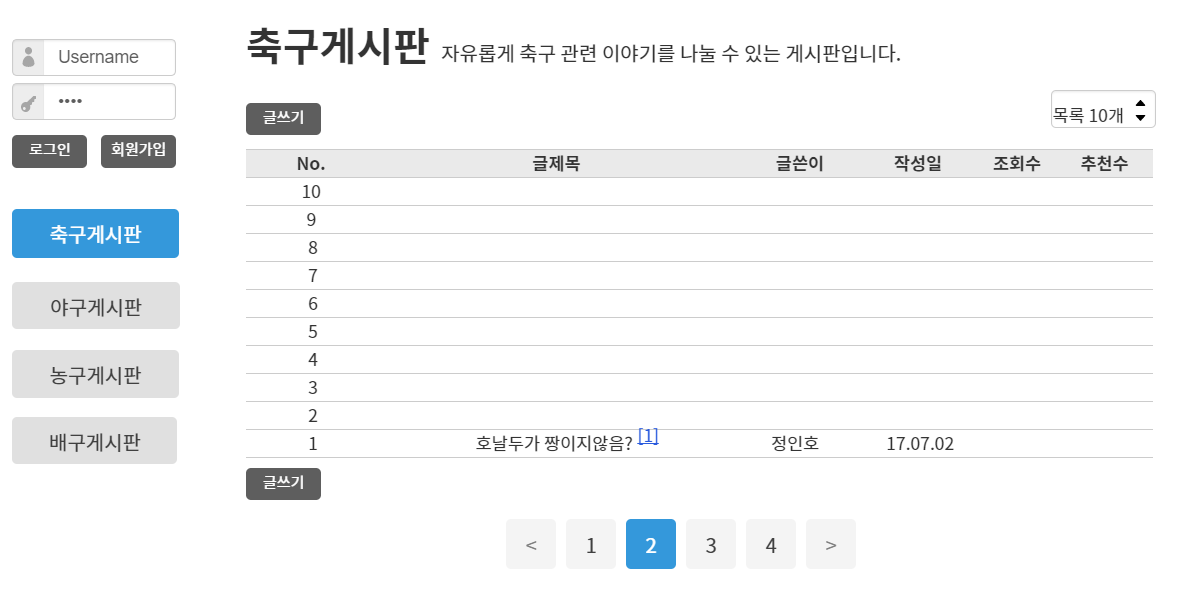 Username
••••
로그인 회원가입
축구게시판
야구게시판
농구게시판
배구게시판
축구게시판 자유롭게 축구 관련 이야기를 나눌 수 있는 게시판입니다.
글쓰기
목록 10개
No. 글제목 글쓴이 작성일 조회수 추천수
10
9
8
7
6
5
4
3
2
1 호날두가 짱이지않음? [1] 정인호 17.07.02
글쓰기
< 1 2 3 4 >